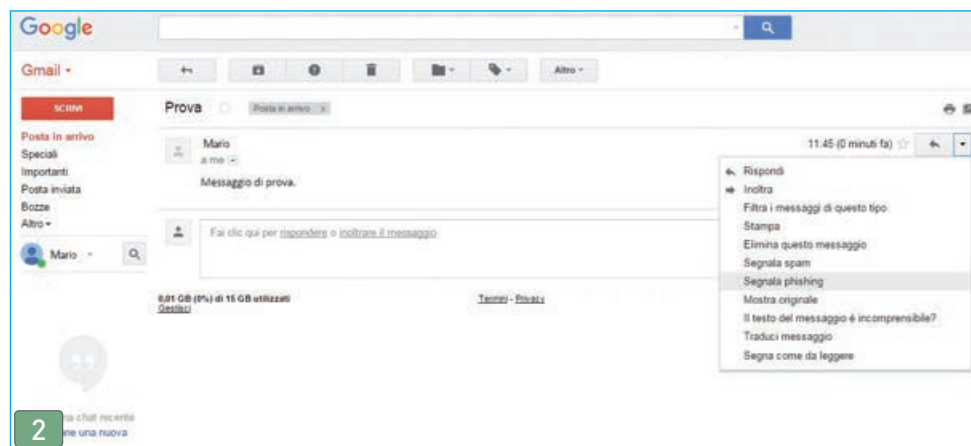 Google
Gmail
Altro
SCRIVI
Prova
Posta in arrivo x
Posta in arrivo
Speciali
Importanti
Posta inviata
Bozze
Altro
Mario
Mario
a me
11:45 (0 minuti fa)
Messaggio di prova.
Fai clic qui per rispondere o inoltrare il messaggio
0,01 GB (0%) di 15 GB utilizzati
Gestisci
Termini - Privacy
Rispondi
Inoltra
Filtra i messaggi di questo tipo
Stampa
Elimina questo messaggio
Segnala spam
Segnala phishing
Mostra originale
Il testo del messaggio è incomprensibile?
Traduci messaggio
Segna come da leggere
chat recente
una nuova
2